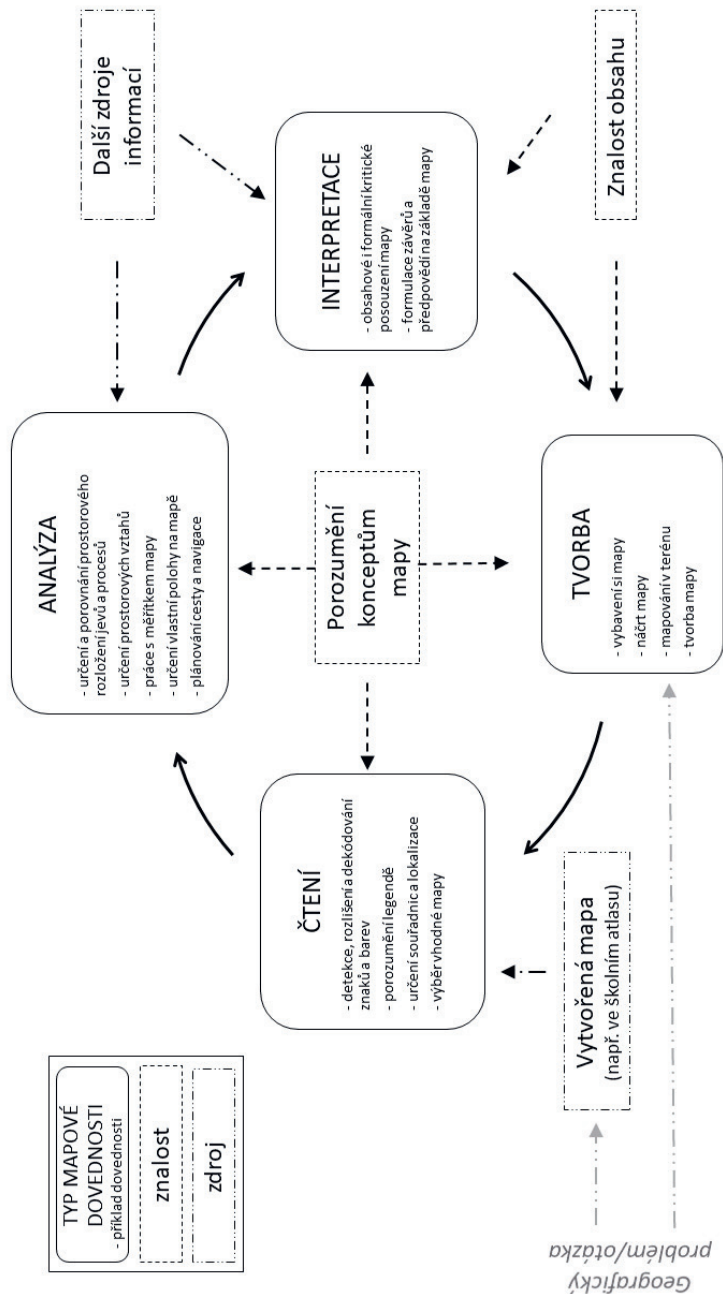 TYP MAPOVÉ
DOVEDNOSTI
- příklad dovednosti
znalost
zdroj
ČTENÍ
- detekce, rozlišení a dekódování
znaků a barev
- porozumění legendě
- určení souřadnic a lokalizace
- výběr vhodné mapy
ANALÝZA
- určení a porovnání prostorového
rozložení jevů a procesů
- určení prostorových vztahů
- práce s měřítkem mapy
- určení vlastní polohy na mapě
- plánování cesty a navigace
Další zdroje
informací
INTERPRETACE
- obsahové i formální kritické
posouzení mapy
- formulace závěrů a
předpovědí na základě mapy
Porozumění
konceptům
mapy
Znalost obsahu
TVORBA
- vybavení si mapy
- náčrt mapy
- mapování v terénu
- tvorba mapy
Vytvořená mapa
(např. ve školním atlasu)
Geografický
problém/otázka